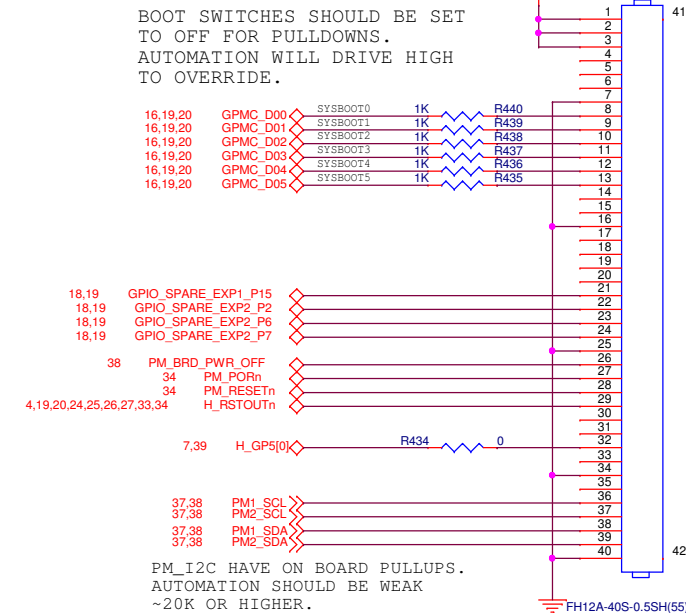 BOOT SWITCHES SHOULD BE SET
TO OFF FOR PULLDOWNS.
AUTOMATION WILL DRIVE HIGH
TO OVERRIDE.
1 41
2
3
4
5
6
7
16,19,20 GPMC_D00 SYSBOOT0 1K R440 8
16,19,20 GPMC_D01 SYSBOOT1 1K R439 9
16,19,20 GPMC_D02 SYSBOOT2 1K R438 10
16,19,20 GPMC_D03 SYSBOOT3 1K R437 11
16,19,20 GPMC_D04 SYSBOOT4 1K R436 12
16,19,20 GPMC_D05 SYSBOOT5 1K R435 13
14
15
16
17
18
19
20
18,19 GPIO_SPARE_EXP1_P15 21
18,19 GPIO_SPARE_EXP2_P2 22
18,19 GPIO_SPARE_EXP2_P6 23
18,19 GPIO_SPARE_EXP2_P7 24
25
38 PM_BRD_PWR_OFF 26
34 PM_PORn 27
34 PM_RESETn 28
4,19,20,24,25,26,27,33,34 H_RSTOUTn 29
30
31
7,39 H_GP5[0] R434 0 32
33
34
35
37,38 PM1_SCL 36
37,38 PM2_SCL 37
37,38 PM1_SDA 38
37,38 PM2_SDA 39
40 42
PM_I2C HAVE ON BOARD PULLUPS.
AUTOMATION SHOULD BE WEAK
~20K OR HIGHER.
FH12A-40S-0.5SH(55)